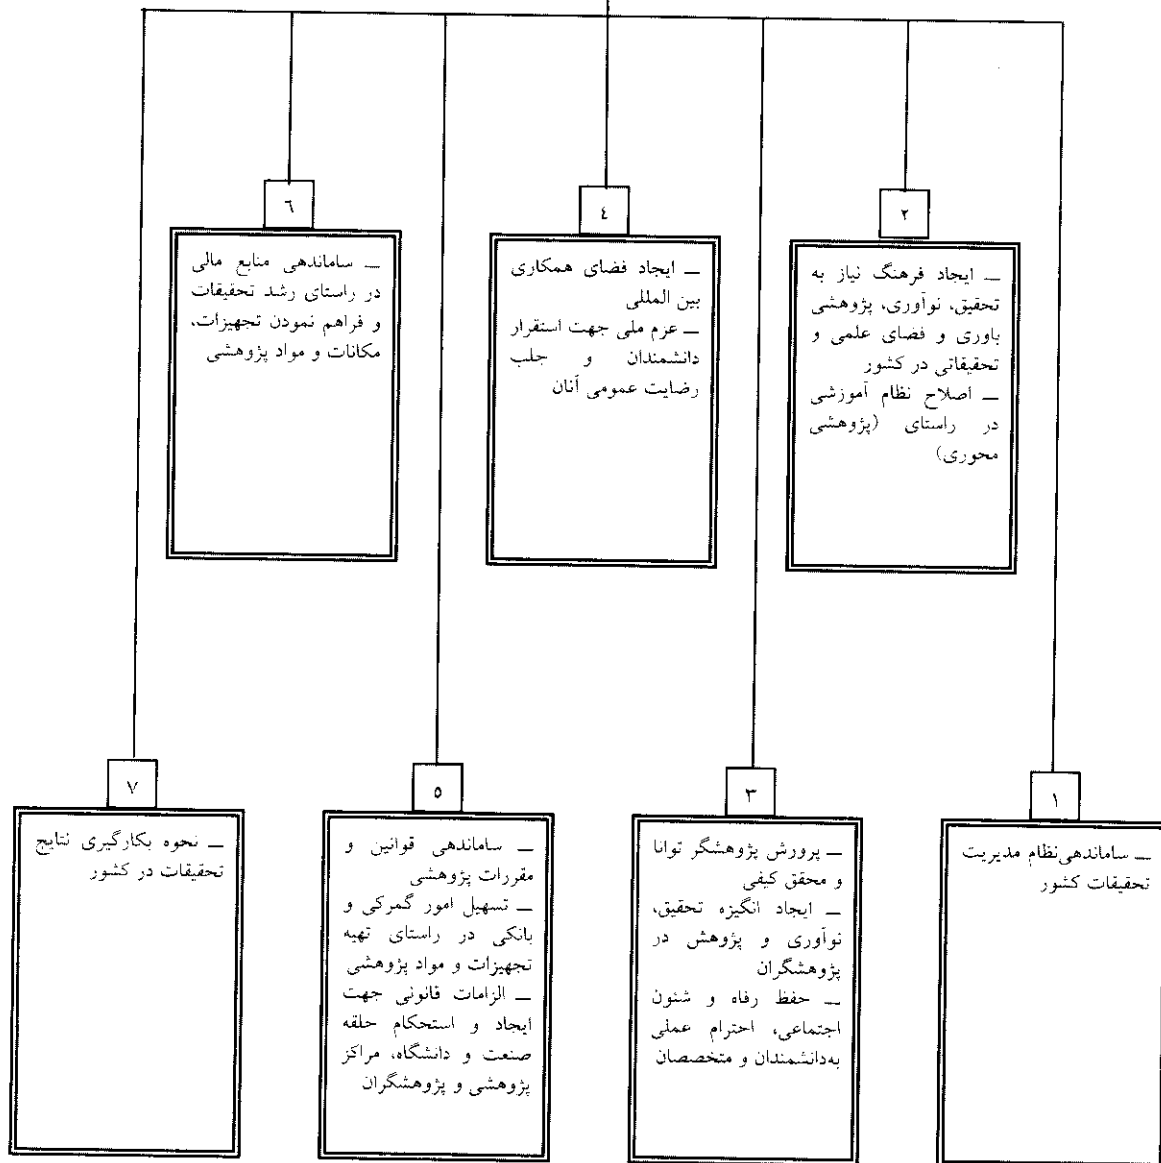 ۱
— ساماندهی نظام مدیریت
تحقیقات کشور
۲
— ایجاد فرهنگ نیاز به
تحقیق، نوآوری، پژوهشی
باوری و فضای علمی و
تحقیقاتی در کشور
— اصلاح نظام آموزشی
در راستای (پژوهشی
محوری)
۳
— پرورش پژوهشگر توانا
و محقق کیفی
— ایجاد انگیزه تحقیق،
نوآوری و پژوهش در
پژوهشگران
— حفظ رفاه و شئون
اجتماعی، احترام عملی
به‌دانشمندان و متخصصان
٤
— ایجاد فضای همکاری
بین المللی
— عزم ملی جهت استقرار
دانشمندان و جلب
رضایت عمومی آنان
٥
— ساماندهی قوانین و
مقررات پژوهشی
— تسهیل امور گمرکی و
بانکی در راستای تهیه
تجهیزات و مواد پژوهشی
— الزامات قانونی جهت
ایجاد و استحکام حلقه
صنعت و دانشگاه، مراکز
پژوهشی و پژوهشگران
٦
— ساماندهی منابع مالی
در راستای رشد تحقیقات
و فراهم نمودن تجهیزات،
مکانات و مواد پژوهشی
۷
— نحوه بکارگیری نتایج
تحقیقات در کشور